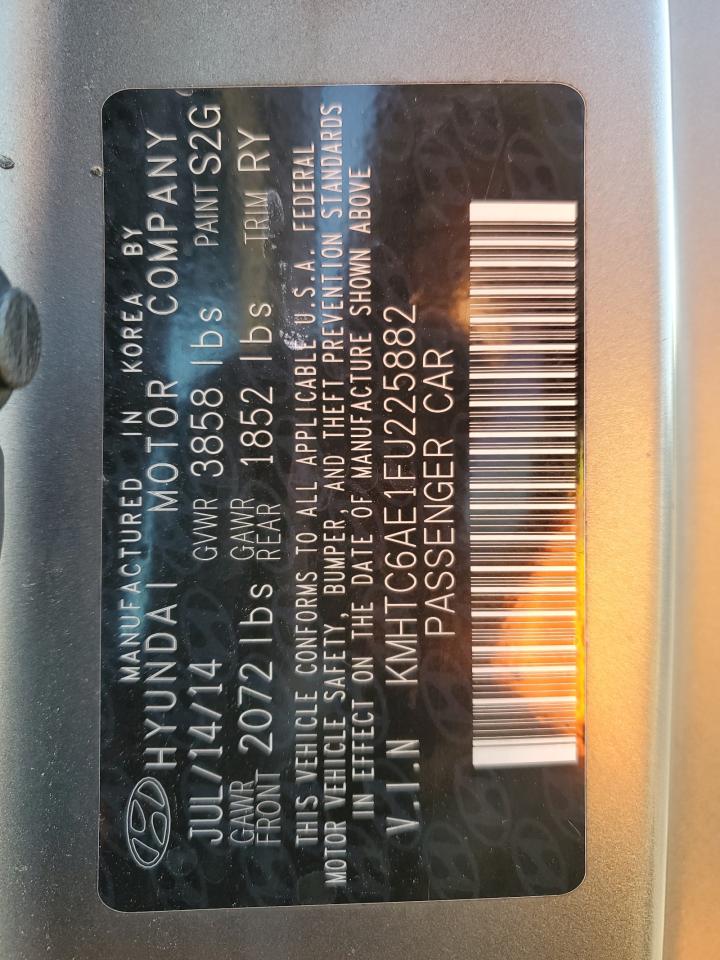 MANUFACTURED IN KOREA BY
HYUNDAI MOTOR COMPANY
JUL/14/14 GVWR 3858 lbs PAINT S2G
GAWR FRONT 2072 lbs GAWR REAR 1852 lbs TRIM RY
THIS VEHICLE CONFORMS TO ALL APPLICABLE U.S.A. FEDERAL
MOTOR VEHICLE SAFETY, BUMPER, AND THEFT PREVENTION STANDARDS
IN EFFECT ON THE DATE OF MANUFACTURE SHOWN ABOVE
V.I.N KMHTC6AE1FU225882
PASSENGER CAR